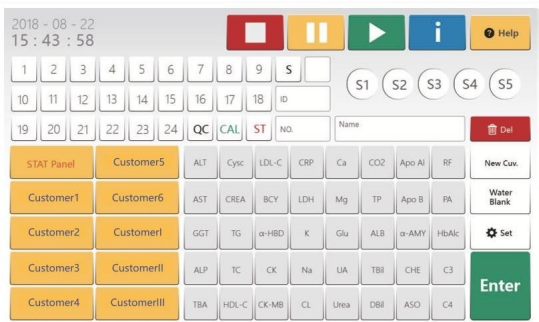 2018 - 08 - 22
15 : 43 : 58
i
Help
1 2 3 4 5 6 7 8 9 S
S1 S2 S3 S4 S5
10 11 12 13 14 15 16 17 18 ID
19 20 21 22 23 24 QC CAL ST NO.
Name
Del
STAT Panel Customer5 ALT Cysc LDL-C CRP Ca CO2 Apo Al RF New Cuv.
Customer1 Customer6 AST CREA BCY LDH Mg TP Apo B PA Water
Blank
Customer2 CustomerI GGT TG α-HBD K Glu ALB α-AMY HbAlc Set
Customer3 CustomerII ALP TC CK Na UA TBil CHE C3
Enter
Customer4 CustomerIII TBA HDL-C CK-MB CL Urea DBil ASO C4